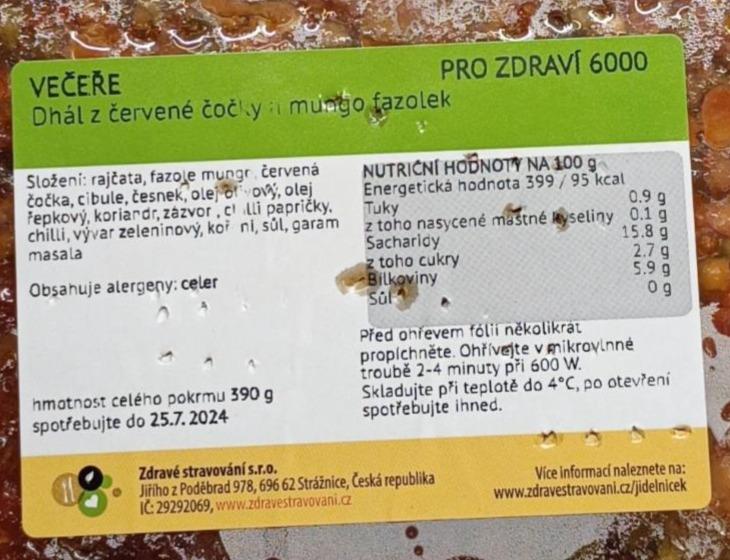 VEČEŘE
PRO ZDRAVÍ 6000
Dhál z červené čočky a mungo fazolek
Složení: rajčata, fazole mungo, červená
čočka, cibule, česnek, olej olivový, olej
řepkový, koriandr, zázvor, chilli papričky,
chilli, vývar zeleninový, koření, sůl, garam
masala
Obsahuje alergeny: celer
hmotnost celého pokrmu 390 g
spotřebujte do 25.7. 2024
NUTRIČNÍ HODNOTY NA 100 g
Energetická hodnota 399 / 95 kcal
Tuky 0.9 g
z toho nasycené mastné kyseliny 0.1 g
Sacharidy 15.8 g
z toho cukry 2.7 g
Bílkoviny 5.9 g
Sůl 0 g
Před ohřevem fólii několikrát
propíchněte. Ohřívejte v mikrovlnné
troubě 2-4 minuty při 600 W.
Skladujte při teplotě do 4°C, po otevření
spotřebujte ihned.
Zdravé stravování s.r.o.
Jiřího z Poděbrad 978, 696 62 Strážnice, Česká republika
IČ: 29292069, www.zdravestravovani.cz
Více informací naleznete na:
www.zdravestravovani.cz/jidelnicek